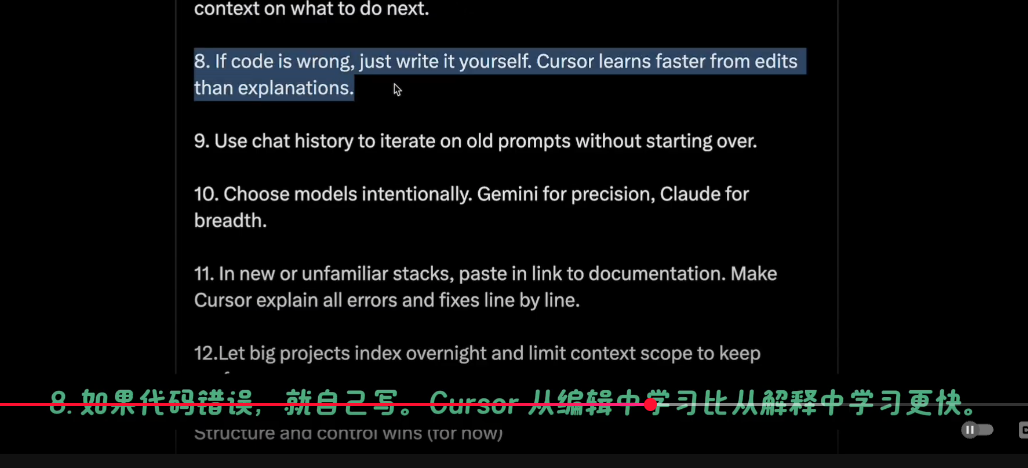 context on what to do next.
8. If code is wrong, just write it yourself. Cursor learns faster from edits
than explanations.
9. Use chat history to iterate on old prompts without starting over.
10. Choose models intentionally. Gemini for precision, Claude for
breadth.
11. In new or unfamiliar stacks, paste in link to documentation. Make
Cursor explain all errors and fixes line by line.
12.Let big projects index overnight and limit context scope to keep
8. 如果代码错误，就自己写。Cursor 从编辑中学习比从解释中学习更快。
Structure and control wins (for now)